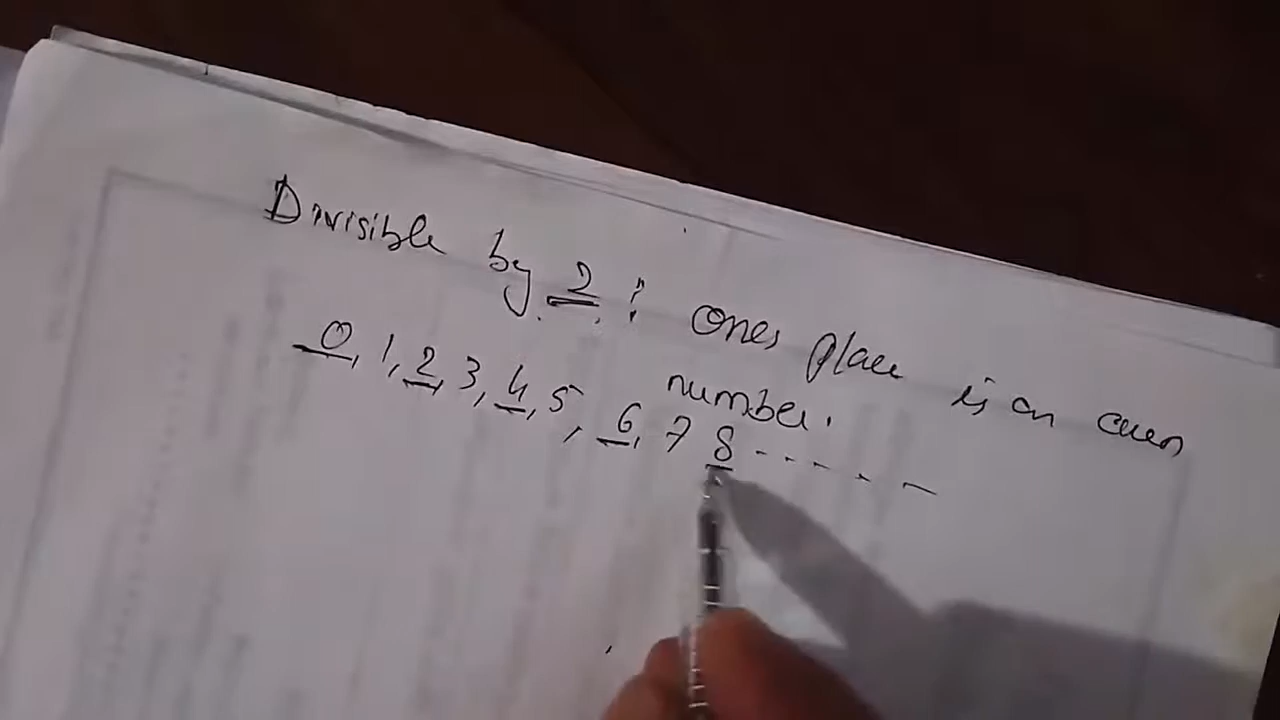 Divisible by 2 : Ones place is an even
number.
0, 1, 2, 3, 4, 5, 6, 7 8 - - - - - -